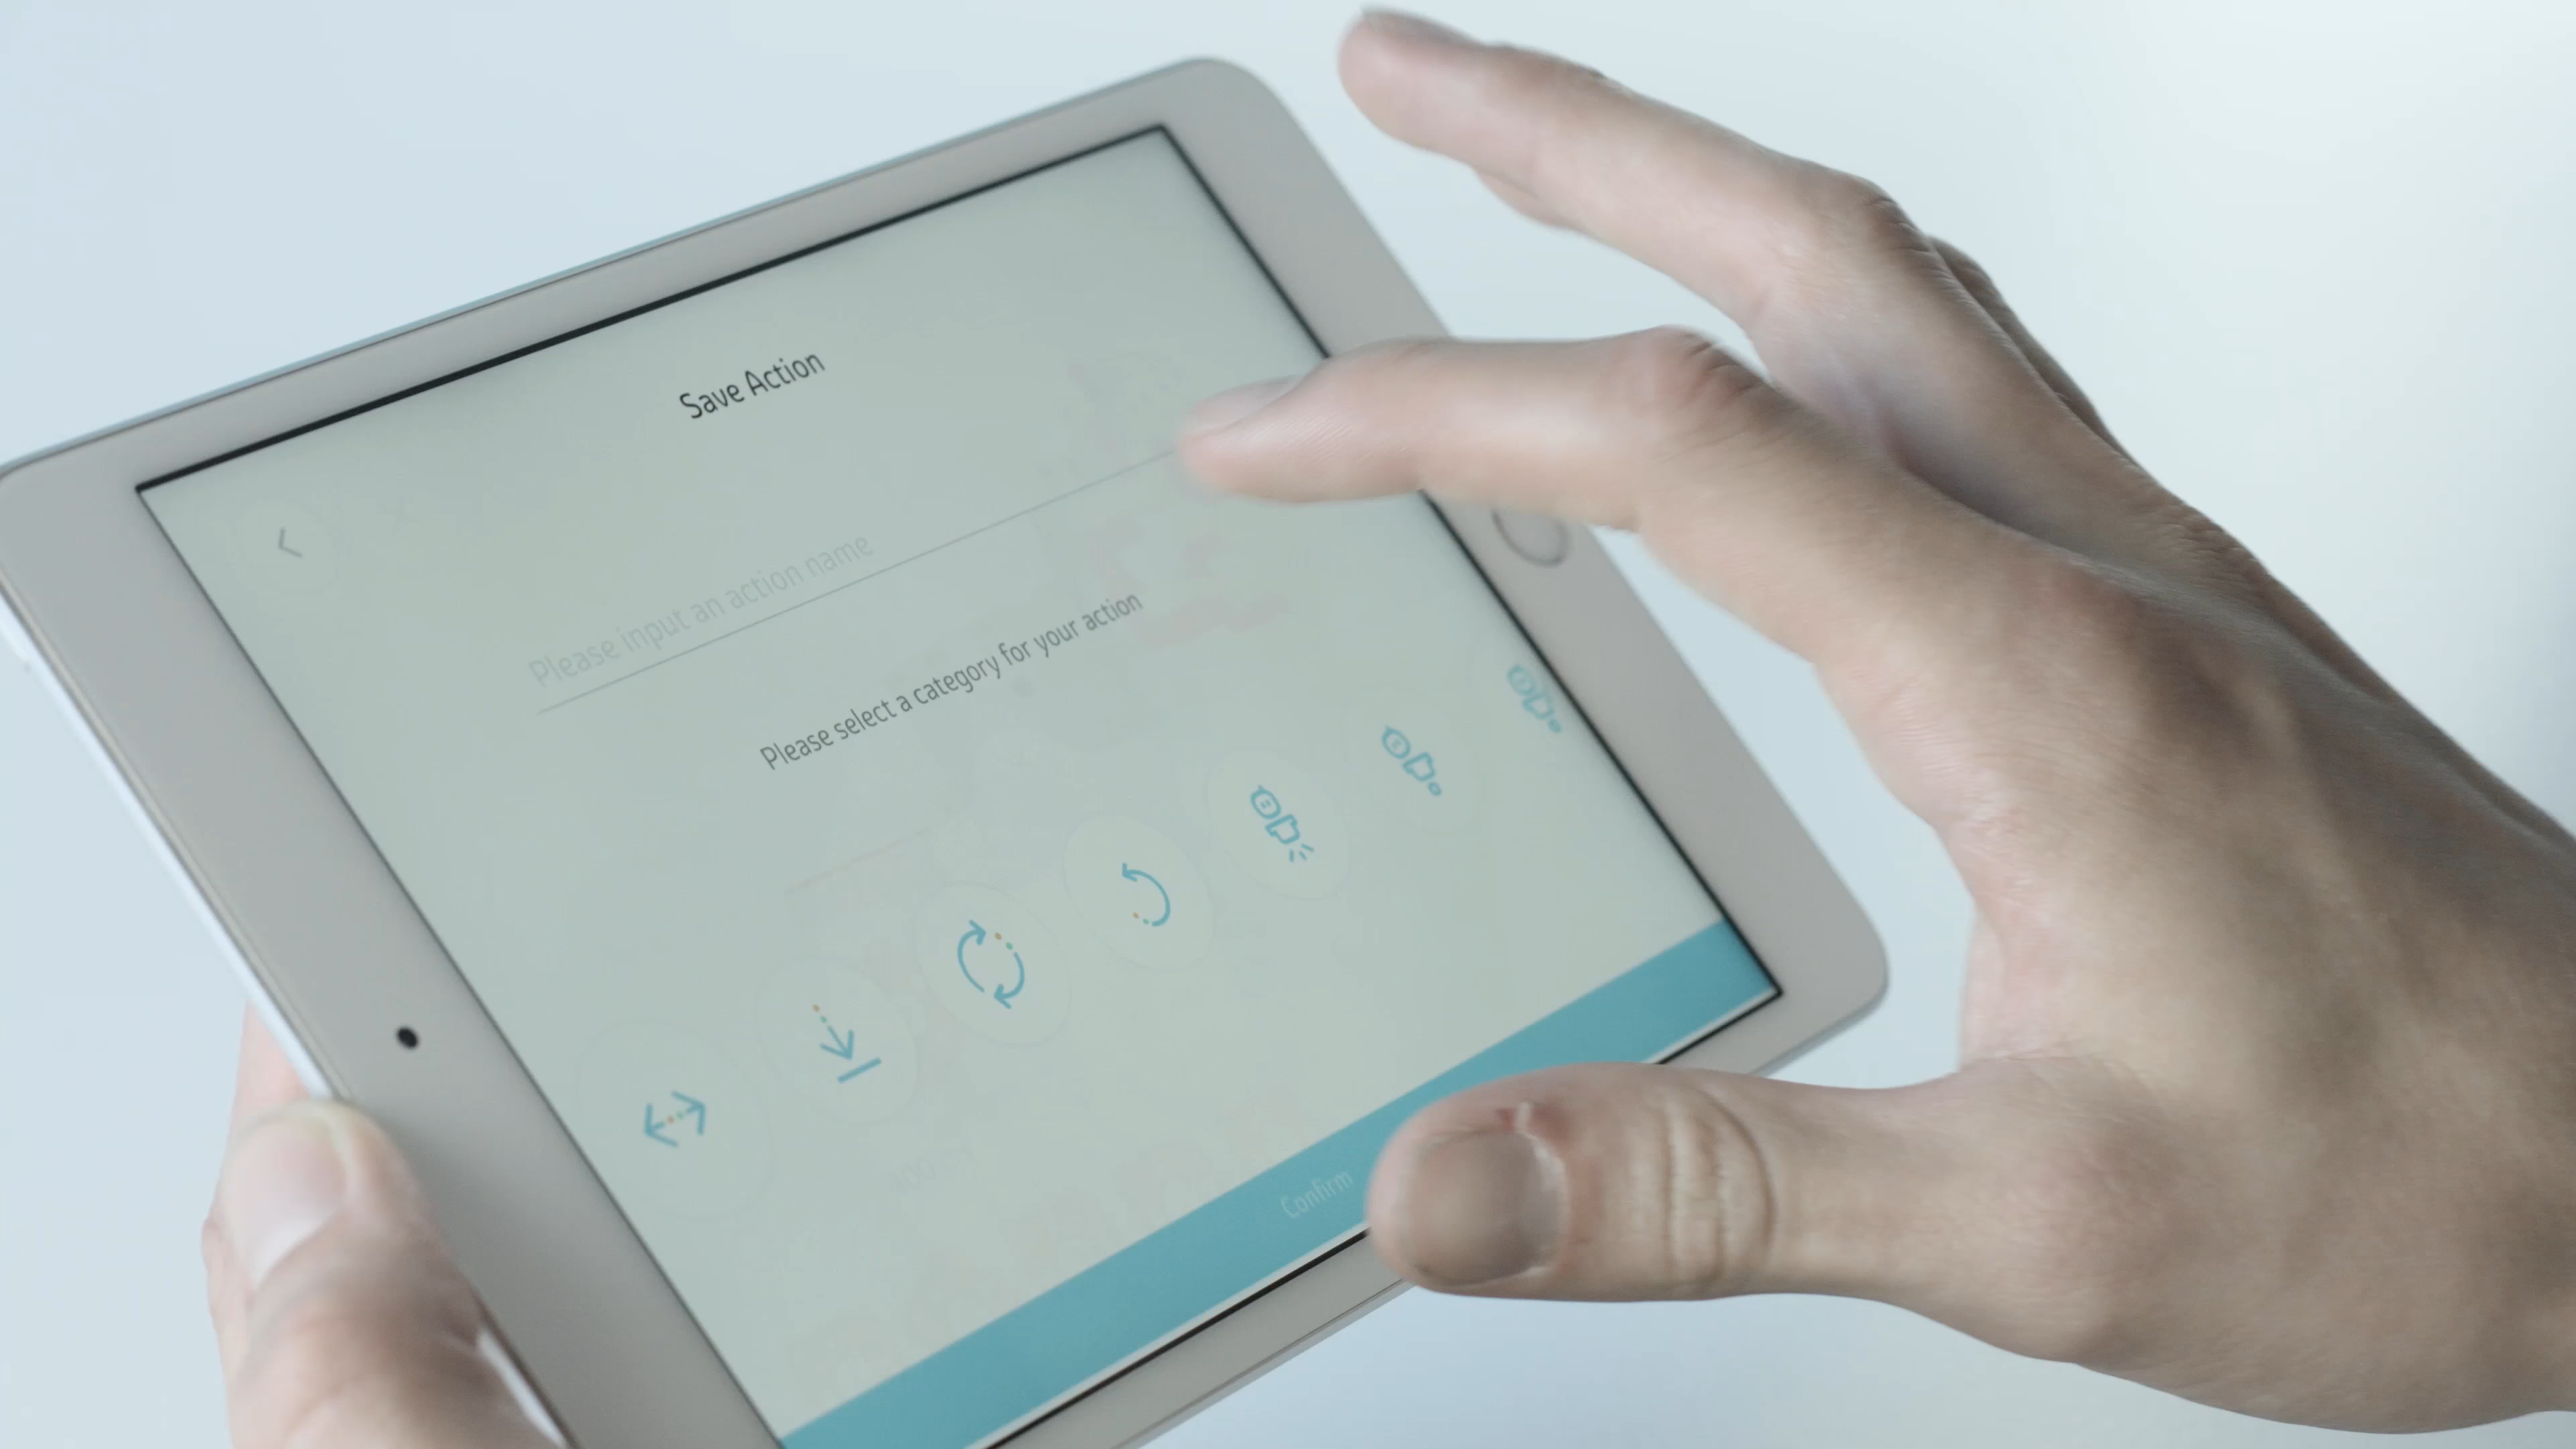 Save Action
Please input an action name
Please select a category for your action
Confirm